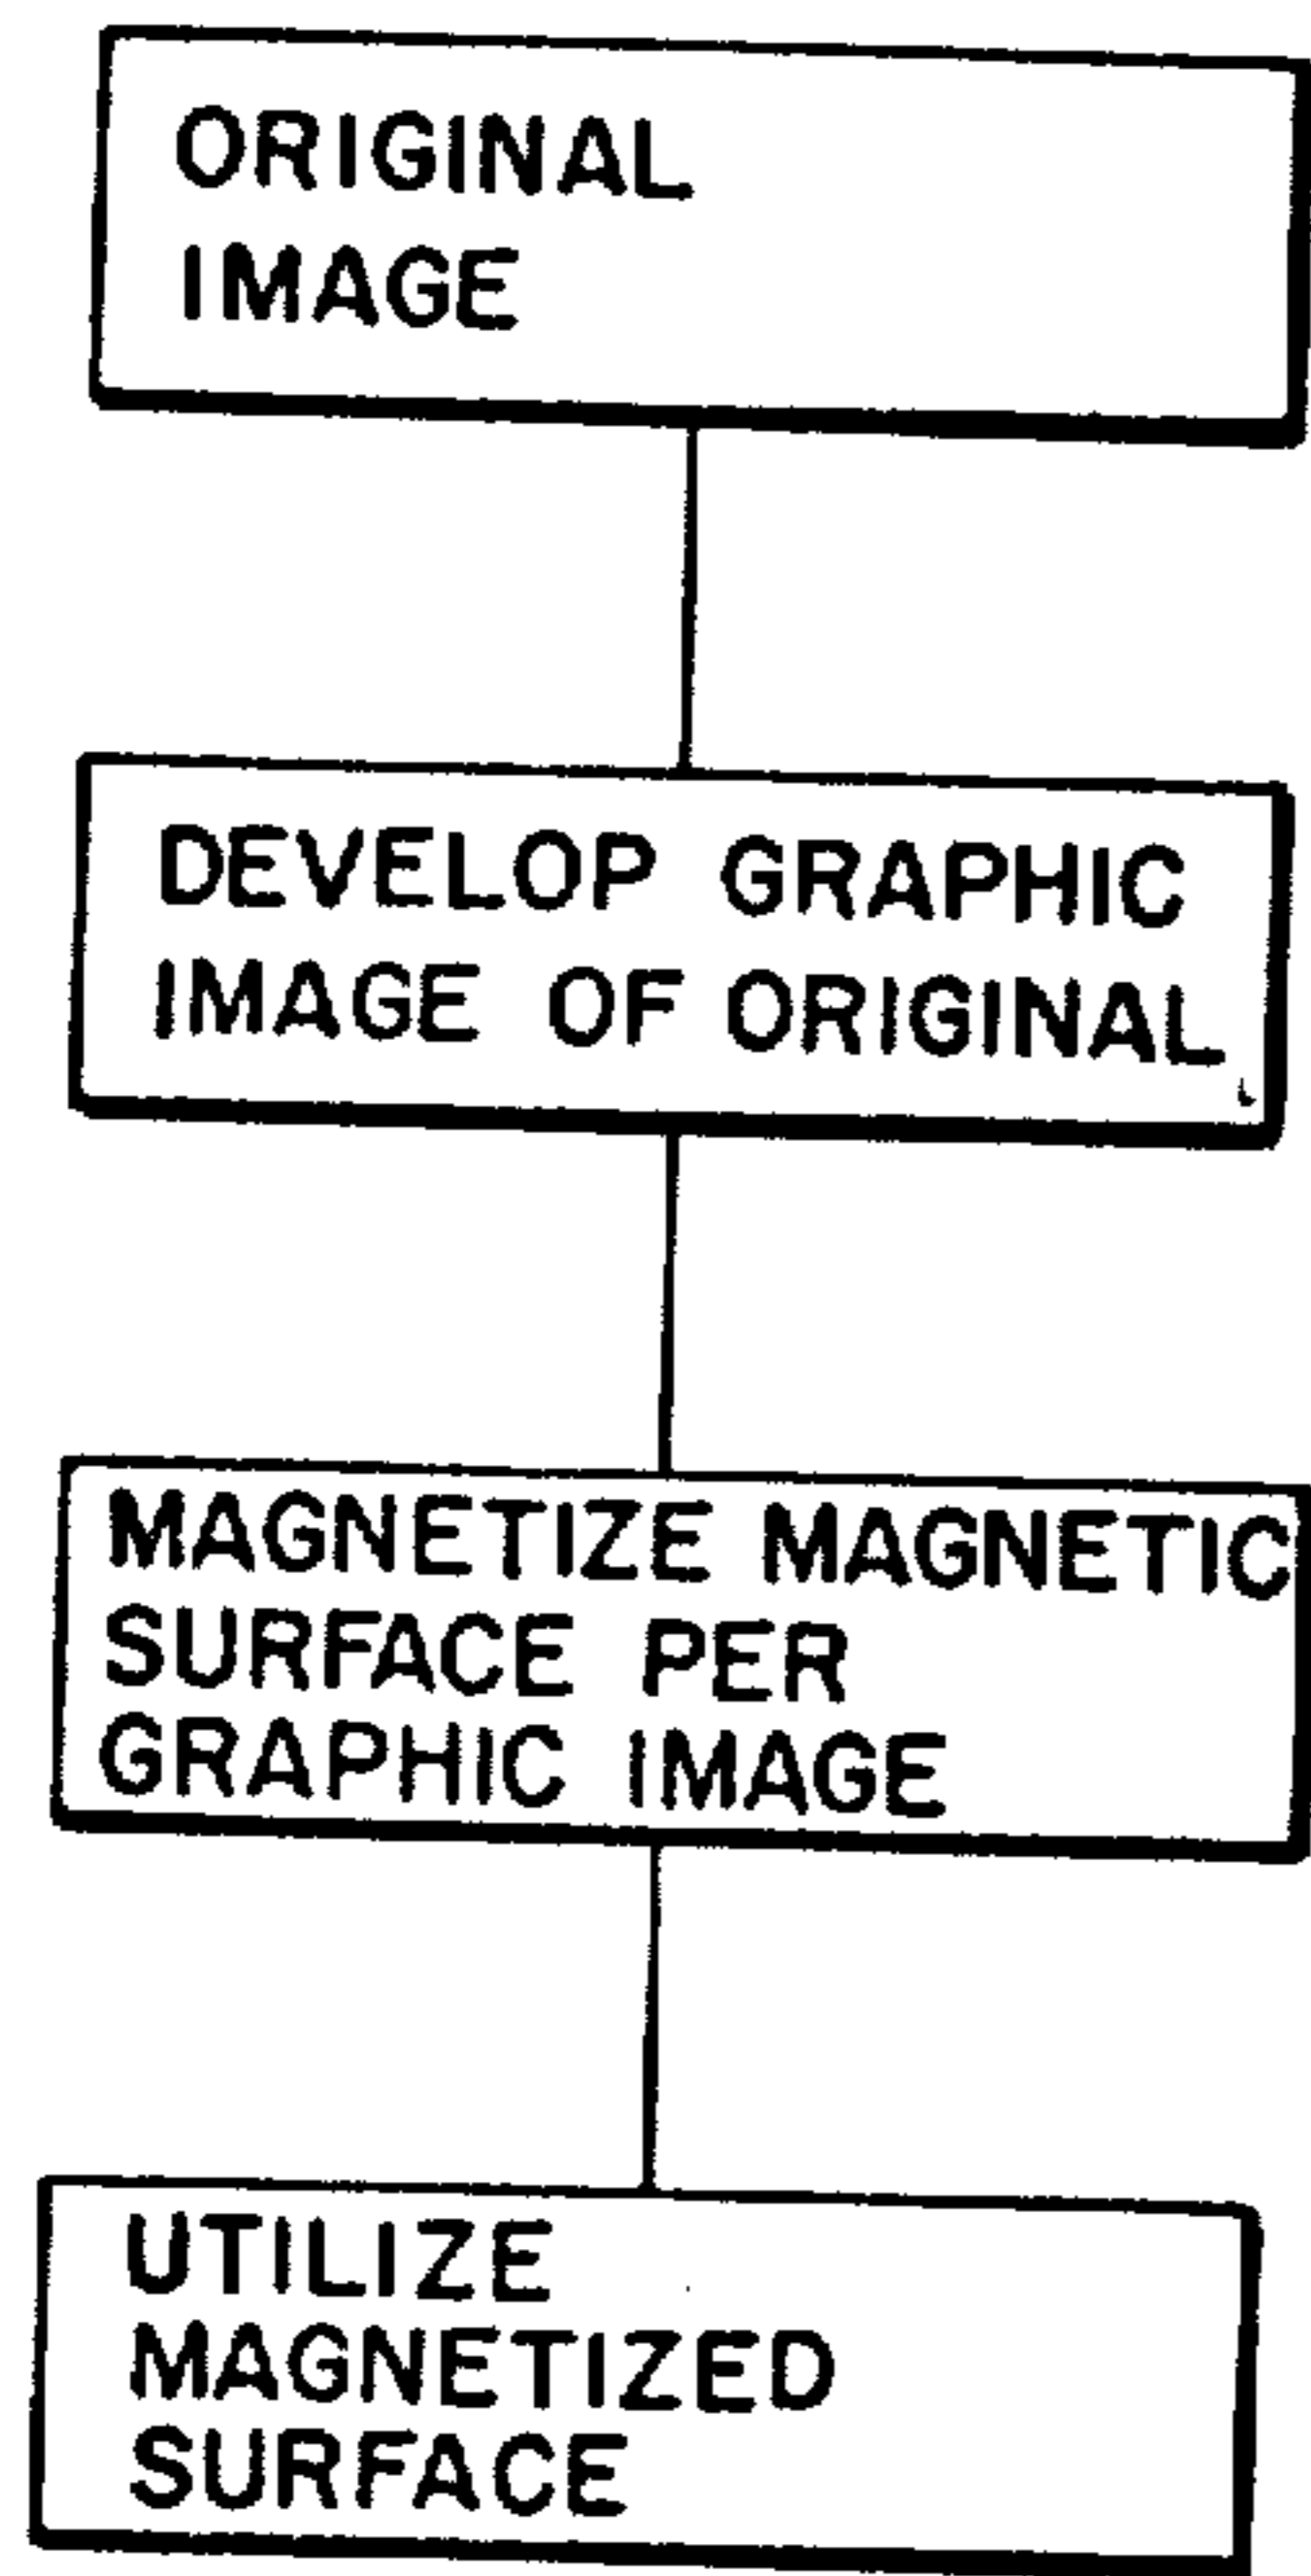 ORIGINAL
IMAGE
DEVELOP GRAPHIC
IMAGE OF ORIGINAL
MAGNETIZE MAGNETIC
SURFACE PER
GRAPHIC IMAGE
UTILIZE
MAGNETIZED
SURFACE